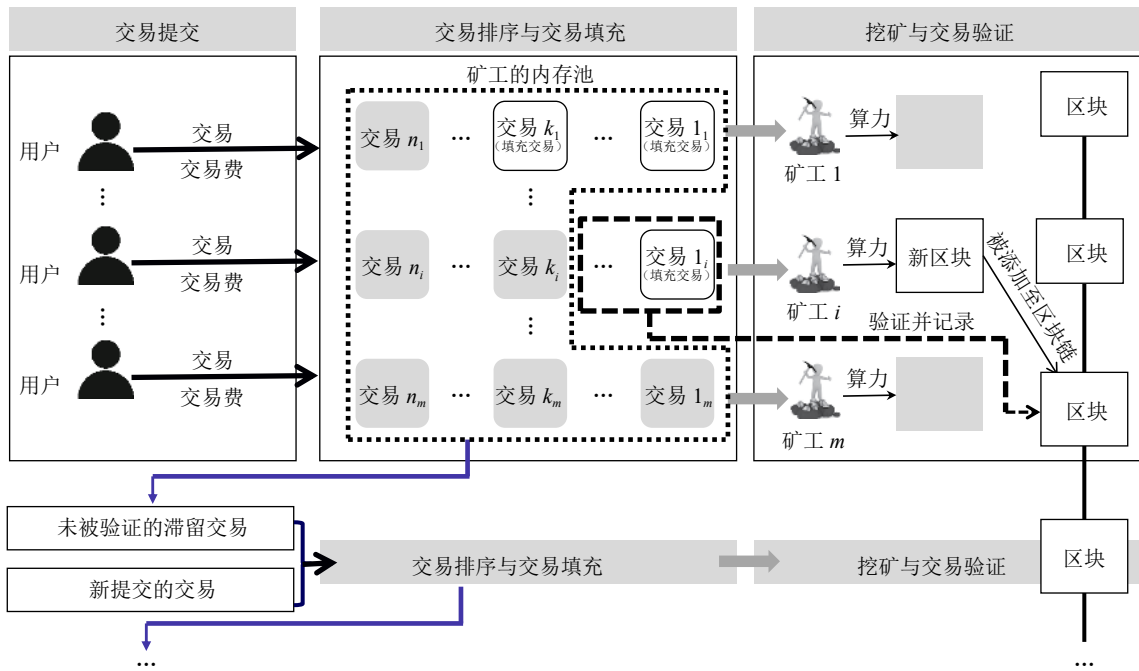 交易提交
交易排序与交易填充
挖矿与交易验证
矿工的内存池
用户
交易
交易费
交易 n₁
...
交易 k₁
(填充交易)
...
交易 1₁
(填充交易)
矿工 1
算力
区块
...
...
用户
交易
交易费
交易 nᵢ
...
交易 kᵢ
...
交易 1ᵢ
(填充交易)
矿工 i
算力
新区块
被添加至区块链
区块
...
...
验证并记录
用户
交易
交易费
交易 nₘ
...
交易 kₘ
...
交易 1ₘ
矿工 m
算力
区块
未被验证的滞留交易
新提交的交易
交易排序与交易填充
挖矿与交易验证
区块
...
...